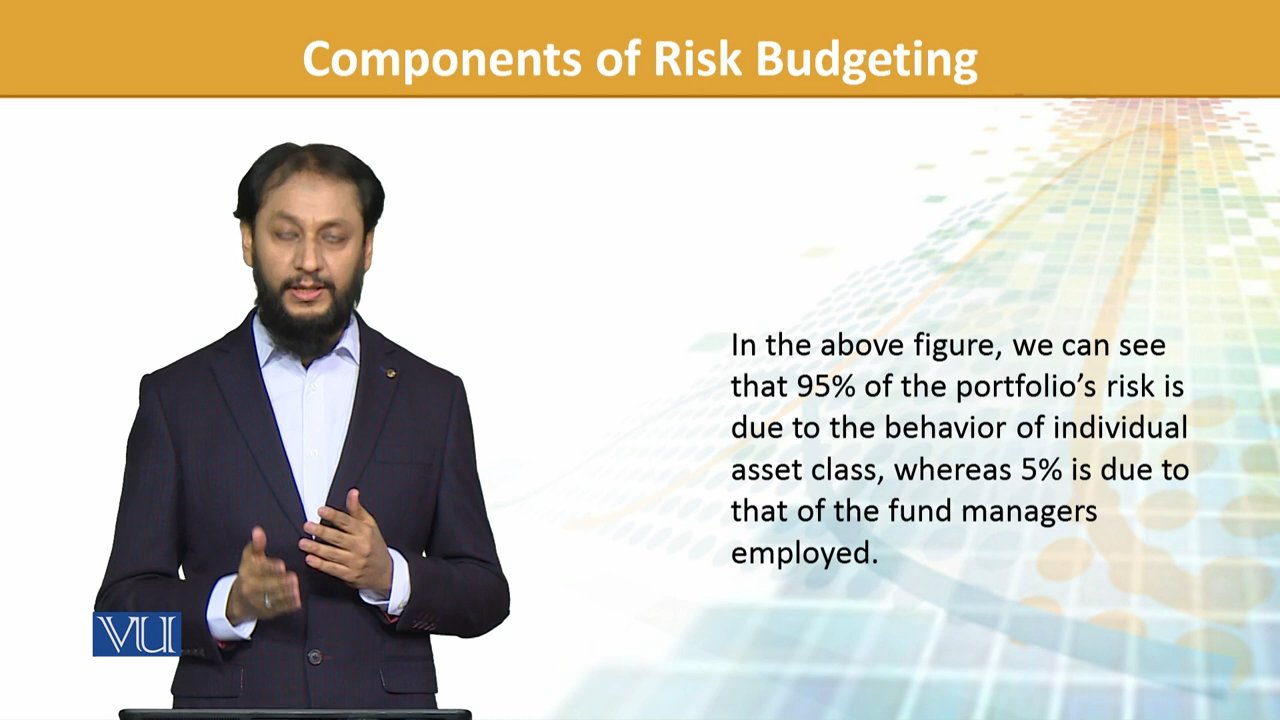 Components of Risk Budgeting
In the above figure, we can see
that 95% of the portfolio’s risk is
due to the behavior of individual
asset class, whereas 5% is due to
that of the fund managers
employed.
VU